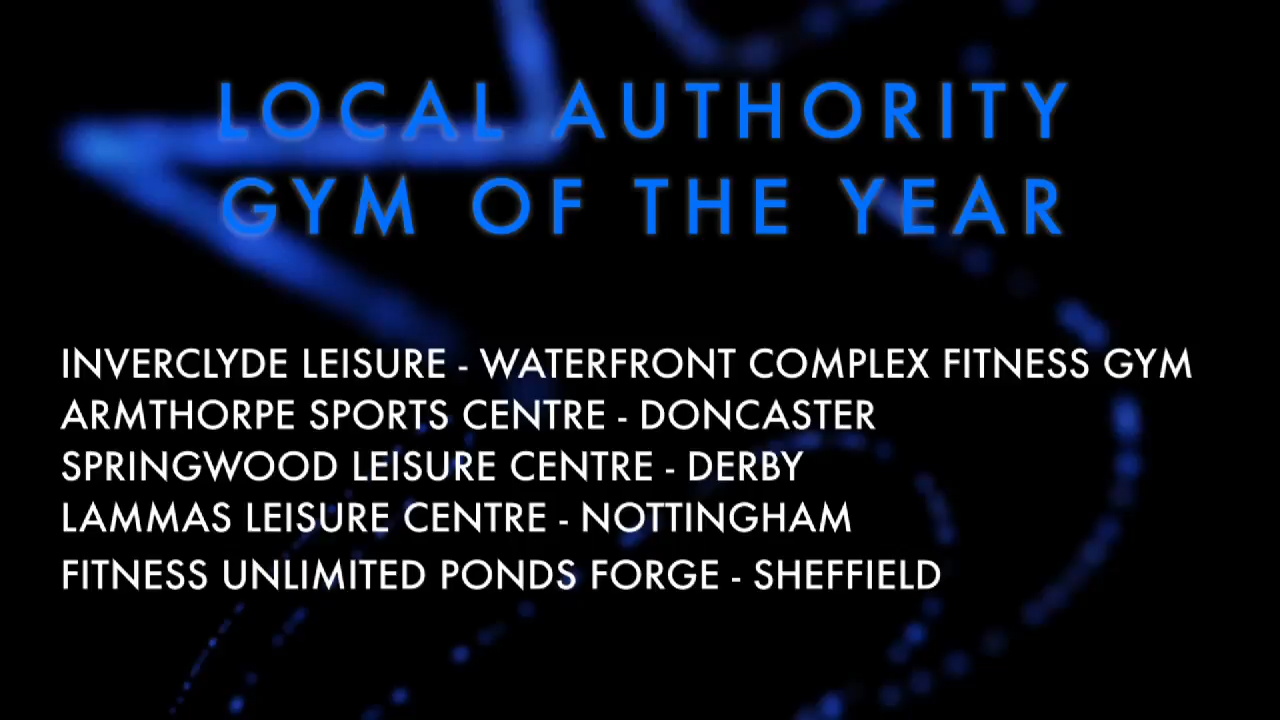 LOCAL AUTHORITY
GYM OF THE YEAR
INVERCLYDE LEISURE - WATERFRONT COMPLEX FITNESS GYM
ARMTHORPE SPORTS CENTRE - DONCASTER
SPRINGWOOD LEISURE CENTRE - DERBY
LAMMAS LEISURE CENTRE - NOTTINGHAM
FITNESS UNLIMITED PONDS FORGE - SHEFFIELD